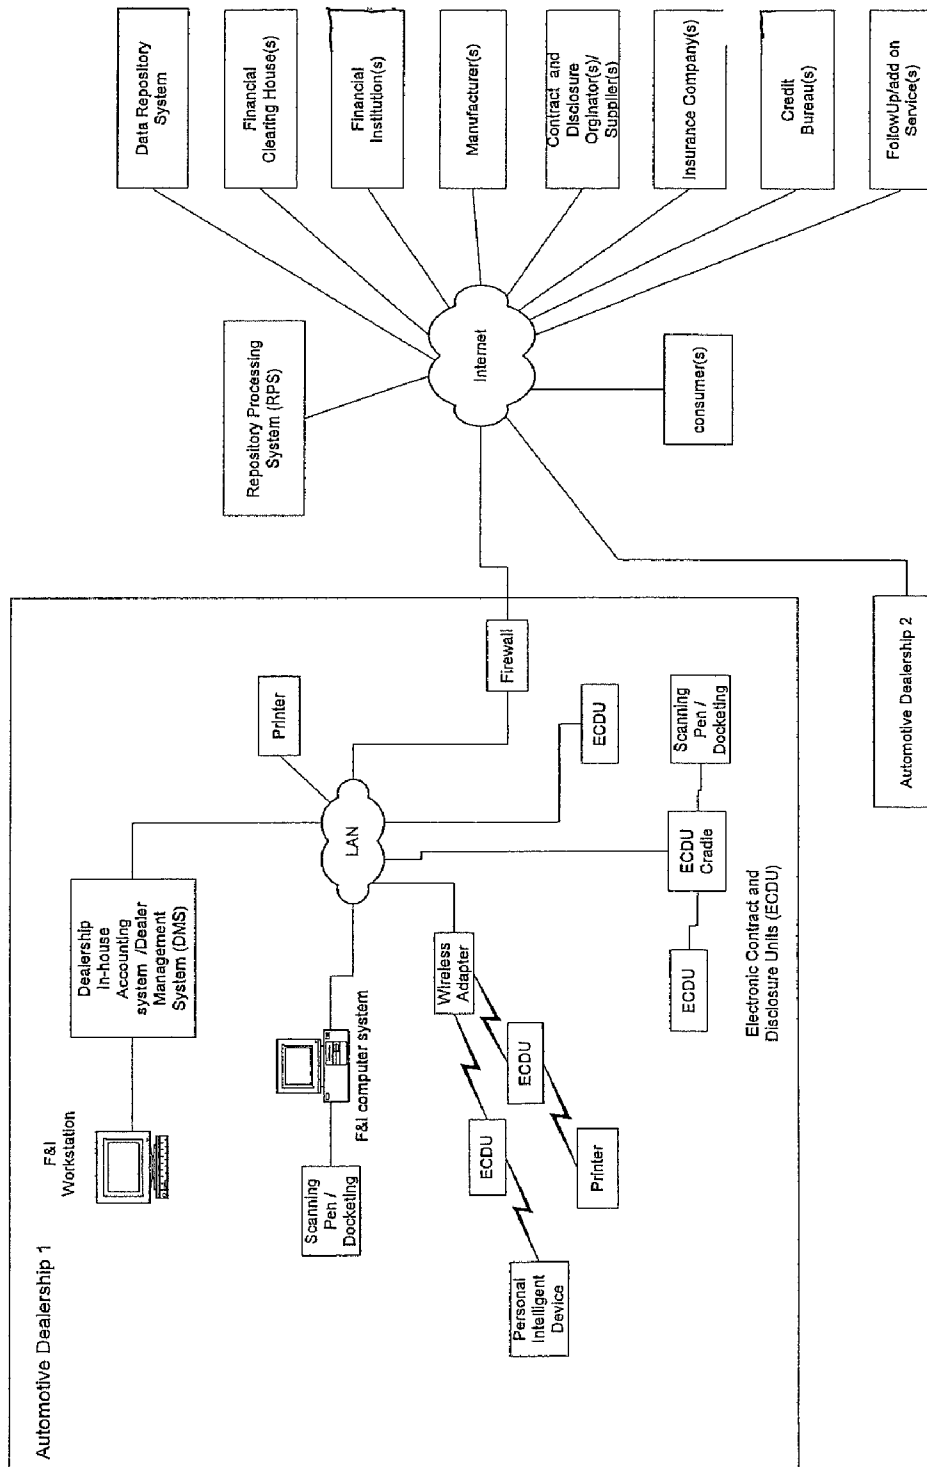 Automotive Dealership 1
F&I
Workstation
Dealership
In-house
Accounting
system /Dealer
Management
System (DMS)
Printer
LAN
Scanning
Pen /
Docketing
F&I computer system
Wireless
Adapter
Firewall
ECDU
ECDU
ECDU
Personal
Intelligent
Device
Printer
ECDU
ECDU
Cradle
Scanning
Pen /
Docketing
Electronic Contract and
Disclosure Units (ECDU)
Automotive Dealership 2
Repository Processing
System (RPS)
Internet
consumer(s)
Data Repository
System
Financial
Clearing House(s)
Financial
Institution(s)
Manufacturer(s)
Contract and
Disclosure
Orginator(s)/
Supplier(s)
Insurance Company(s)
Credit
Bureau(s)
FollowUp/add on
Service(s)